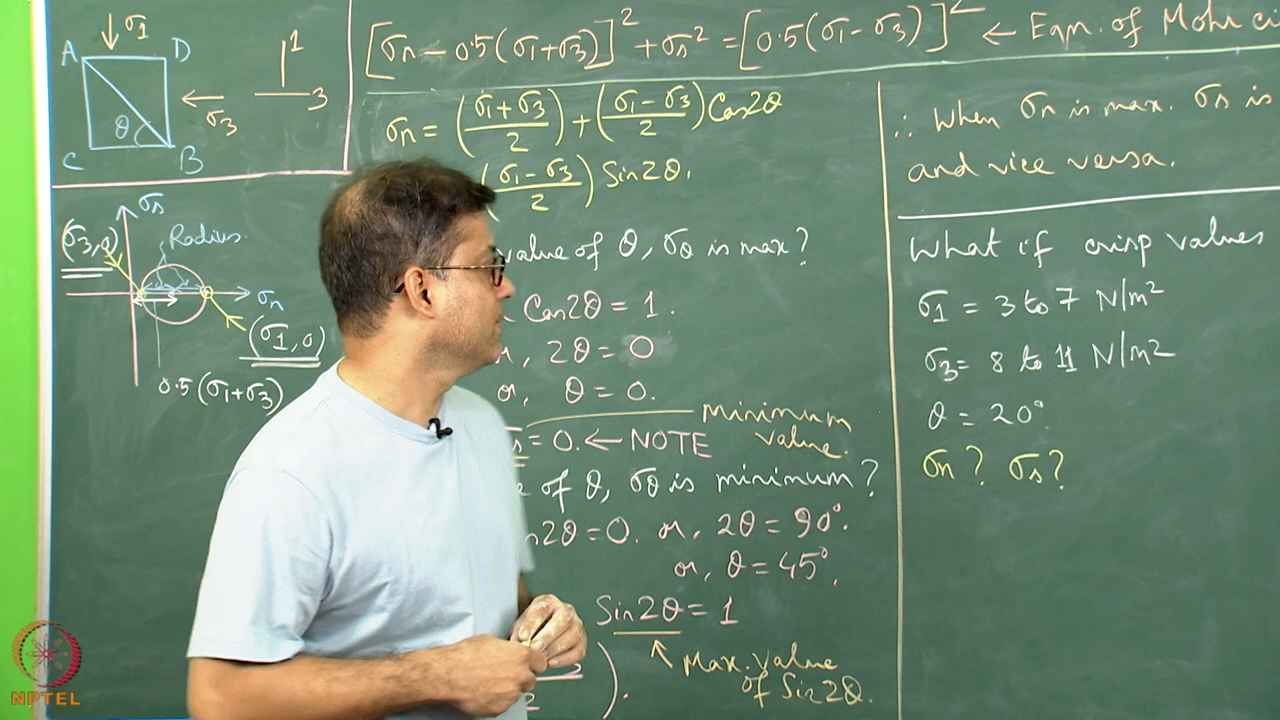 ↓σ1
A D
θ
C B
←
σ3
1
3
[σn - 0.5(σ1+σ3)]² + σs² = [0.5(σ1-σ3)]² ← Eqn. of Mohr
σn = (σ1+σ3/2) + (σ1-σ3/2) Cos2θ
(σ1-σ3/2) Sin2θ.
σs
(σ3,0)
Radius
σn
(σ1,0)
0.5(σ1+σ3)
value of θ, σθ is max?
Cos2θ = 1.
2θ = 0
or, θ = 0.
= 0. ← NOTE
minimum
value.
of θ, σθ is minimum?
2θ = 0. or, 2θ = 90°.
or, θ = 45°.
Sin2θ = 1
↖ Max. value
of Sin2θ.
2 ).
∴ When σn is max. σs is
and vice versa.
What if crisp values
σ1 = 3 to 7 N/m²
σ3 = 8 to 11 N/m²
θ = 20°.
σn? σs?
NPTEL